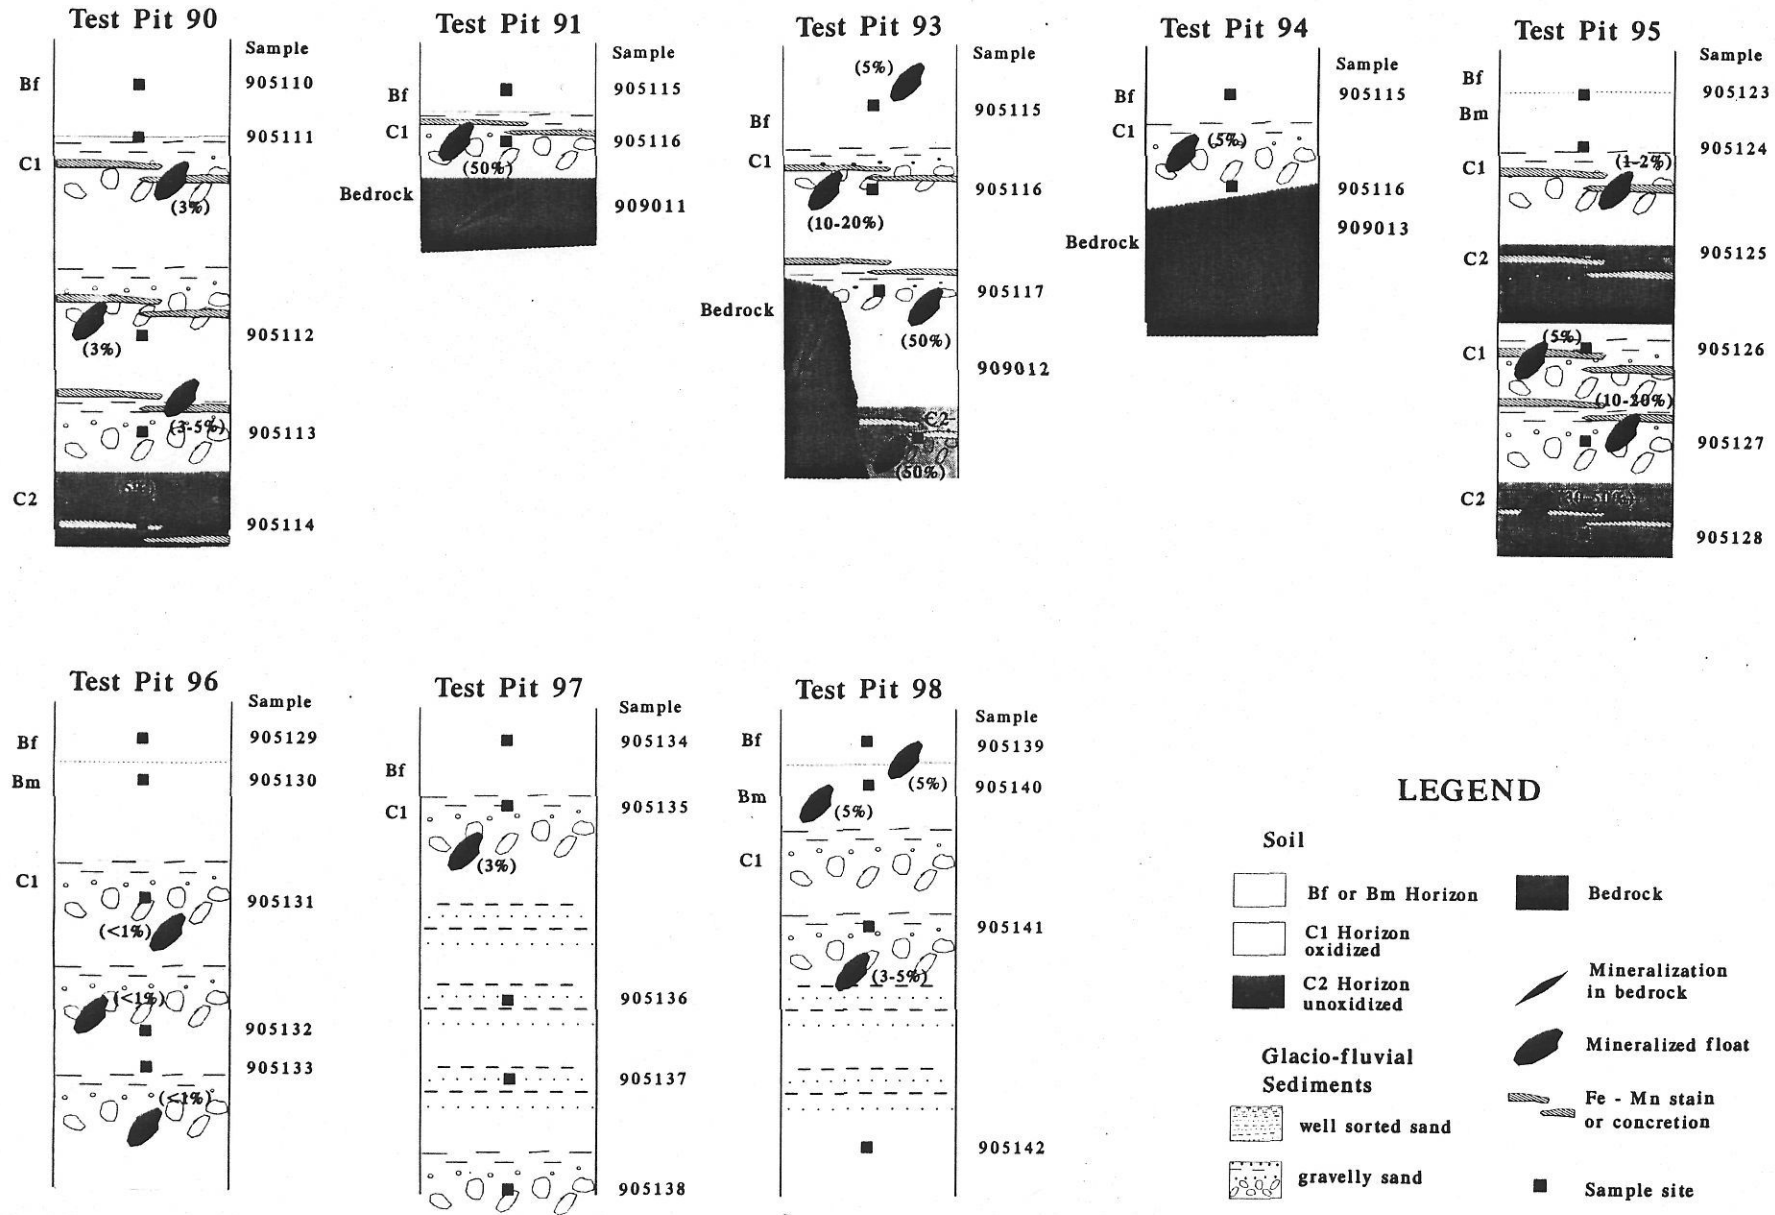 Test Pit 90
Sample
Bf
905110
905111
C1
(3%)
(3%)
905112
(3-5%)
905113
C2
905114
Test Pit 91
Sample
Bf
905115
C1
905116
(50%)
Bedrock
909011
Test Pit 93
Sample
(5%)
905115
Bf
C1
905116
(10-20%)
905117
Bedrock
(50%)
909012
C2
(50%)
Test Pit 94
Sample
Bf
905115
C1
(5%)
905116
Bedrock
909013
Test Pit 95
Sample
Bf
905123
Bm
905124
(1-2%)
C1
C2
905125
(5%)
C1
905126
(10-20%)
905127
C2
905128
Test Pit 96
Sample
Bf
905129
Bm
905130
C1
905131
(<1%)
(<1%)
905132
905133
(<1%)
Test Pit 97
Sample
905134
Bf
C1
905135
(3%)
905136
905137
905138
Test Pit 98
Sample
Bf
905139
(5%)
905140
Bm
(5%)
C1
905141
(3-5%)
905142
LEGEND
Soil
Bf or Bm Horizon
C1 Horizon
oxidized
C2 Horizon
unoxidized
Glacio-fluvial
Sediments
well sorted sand
gravelly sand
Bedrock
Mineralization
in bedrock
Mineralized float
Fe - Mn stain
or concretion
Sample site